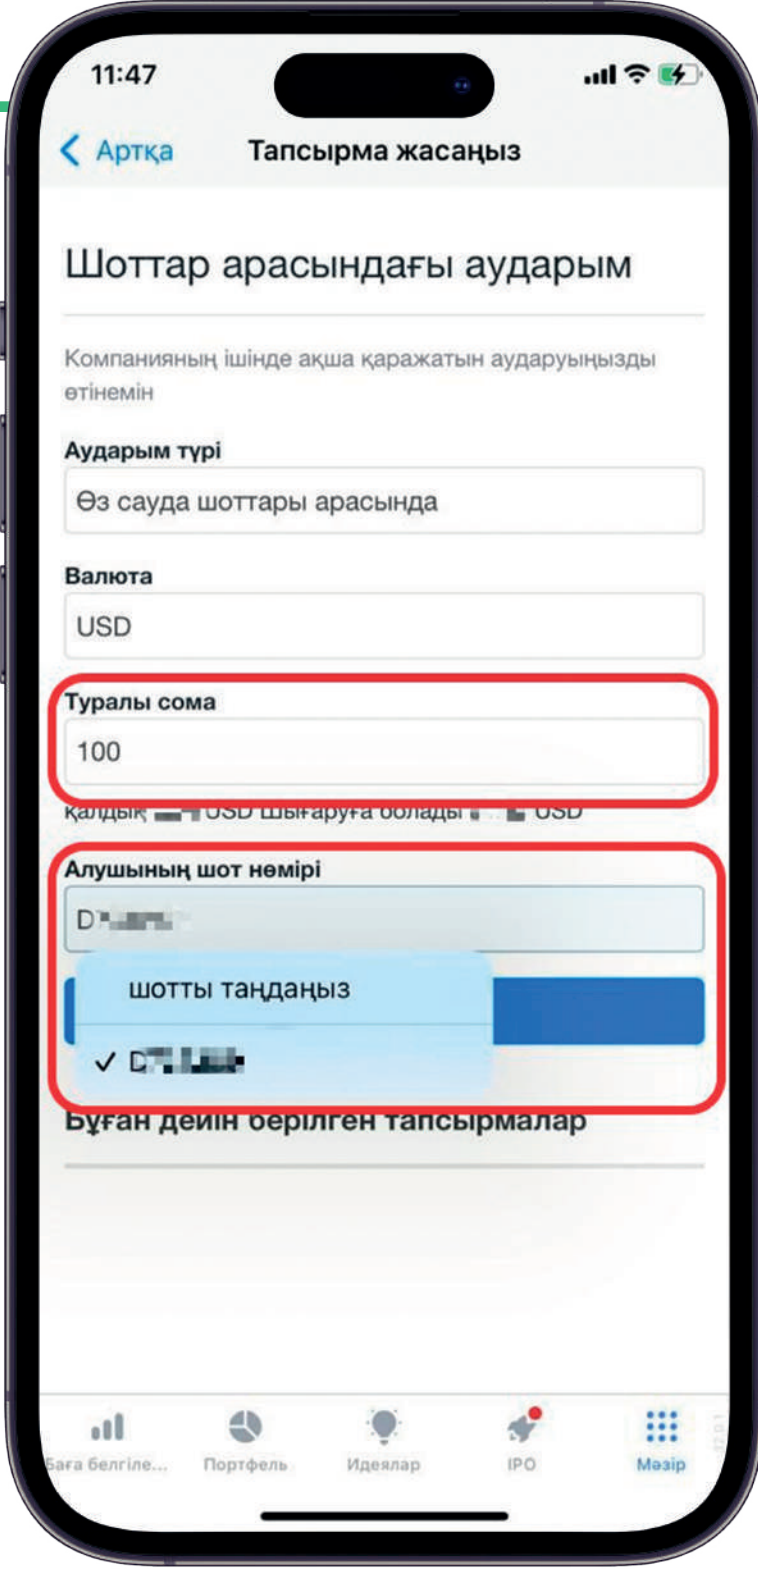 11:47
Артқа
Тапсырма жасаңыз
Шоттар арасындағы аударым
Компанияның ішінде ақша қаражатын аударуыңызды
өтінемін
Аударым түрі
Өз сауда шоттары арасында
Валюта
USD
Туралы сома
100
Қалдық USD Шығаруға болады USD
Алушының шот нөмірі
D
шотты таңдаңыз
✓ D
Бұған дейін берілген тапсырмалар
Баға белгіле...
Портфель
Идеялар
IPO
Мәзір